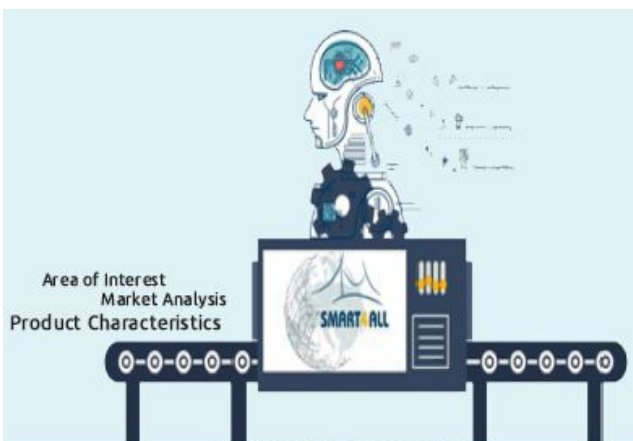 Area of Interest
Market Analysis
Product Characteristics
SMART4ALL